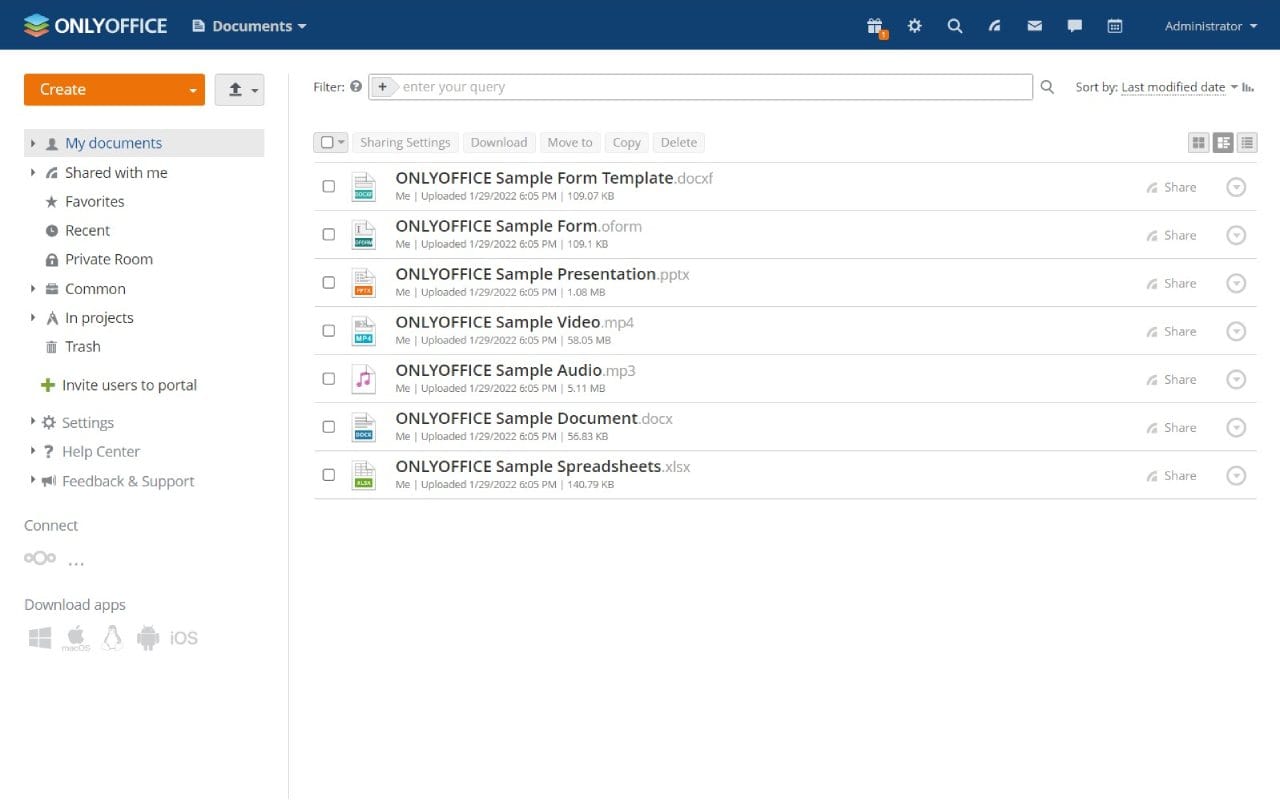 ONLYOFFICE Documents 1 Administrator
Create
Filter: ? + enter your query Sort by: Last modified date
My documents
Shared with me
Favorites
Recent
Private Room
Common
In projects
Trash
Invite users to portal
Settings
? Help Center
Feedback & Support
Connect
...
Download apps
macOS iOS
Sharing Settings Download Move to Copy Delete
DOCXF ONLYOFFICE Sample Form Template.docxf
Me | Uploaded 1/29/2022 6:05 PM | 109.07 KB
Share
OFORM ONLYOFFICE Sample Form.oform
Me | Uploaded 1/29/2022 6:05 PM | 109.1 KB
Share
PPTX ONLYOFFICE Sample Presentation.pptx
Me | Uploaded 1/29/2022 6:05 PM | 1.08 MB
Share
MP4 ONLYOFFICE Sample Video.mp4
Me | Uploaded 1/29/2022 6:05 PM | 58.05 MB
Share
ONLYOFFICE Sample Audio.mp3
Me | Uploaded 1/29/2022 6:05 PM | 5.11 MB
Share
DOCX ONLYOFFICE Sample Document.docx
Me | Uploaded 1/29/2022 6:05 PM | 56.83 KB
Share
XLSX ONLYOFFICE Sample Spreadsheets.xlsx
Me | Uploaded 1/29/2022 6:05 PM | 140.79 KB
Share